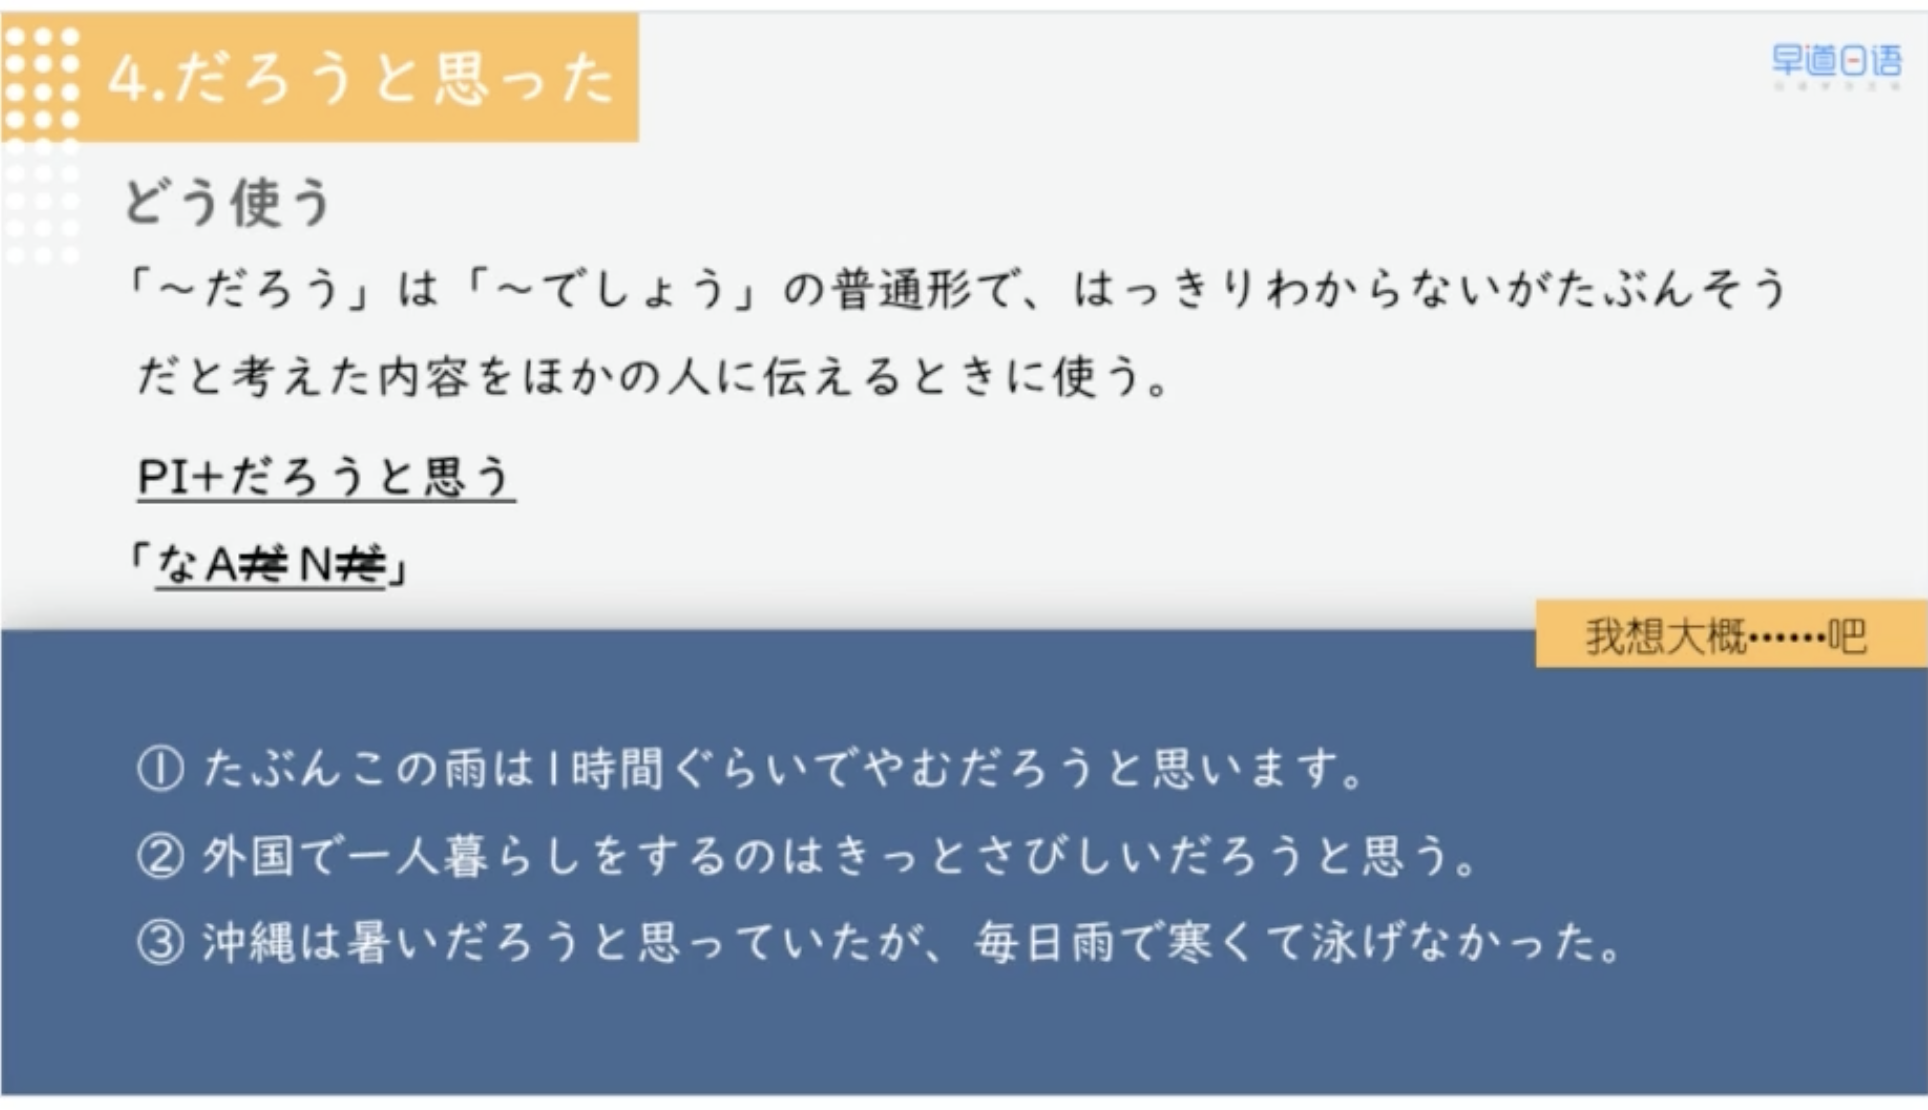 4.だろうと思った
早道日语
どう使う
「～だろう」は「～でしょう」の普通形で、はっきりわからないがたぶんそう
だと考えた内容をほかの人に伝えるときに使う。
PI+だろうと思う
「なAだ Nだ」
我想大概······吧
① たぶんこの雨は1時間ぐらいでやむだろうと思います。
② 外国で一人暮らしをするのはきっとさびしいだろうと思う。
③ 沖縄は暑いだろうと思っていたが、毎日雨で寒くて泳げなかった。